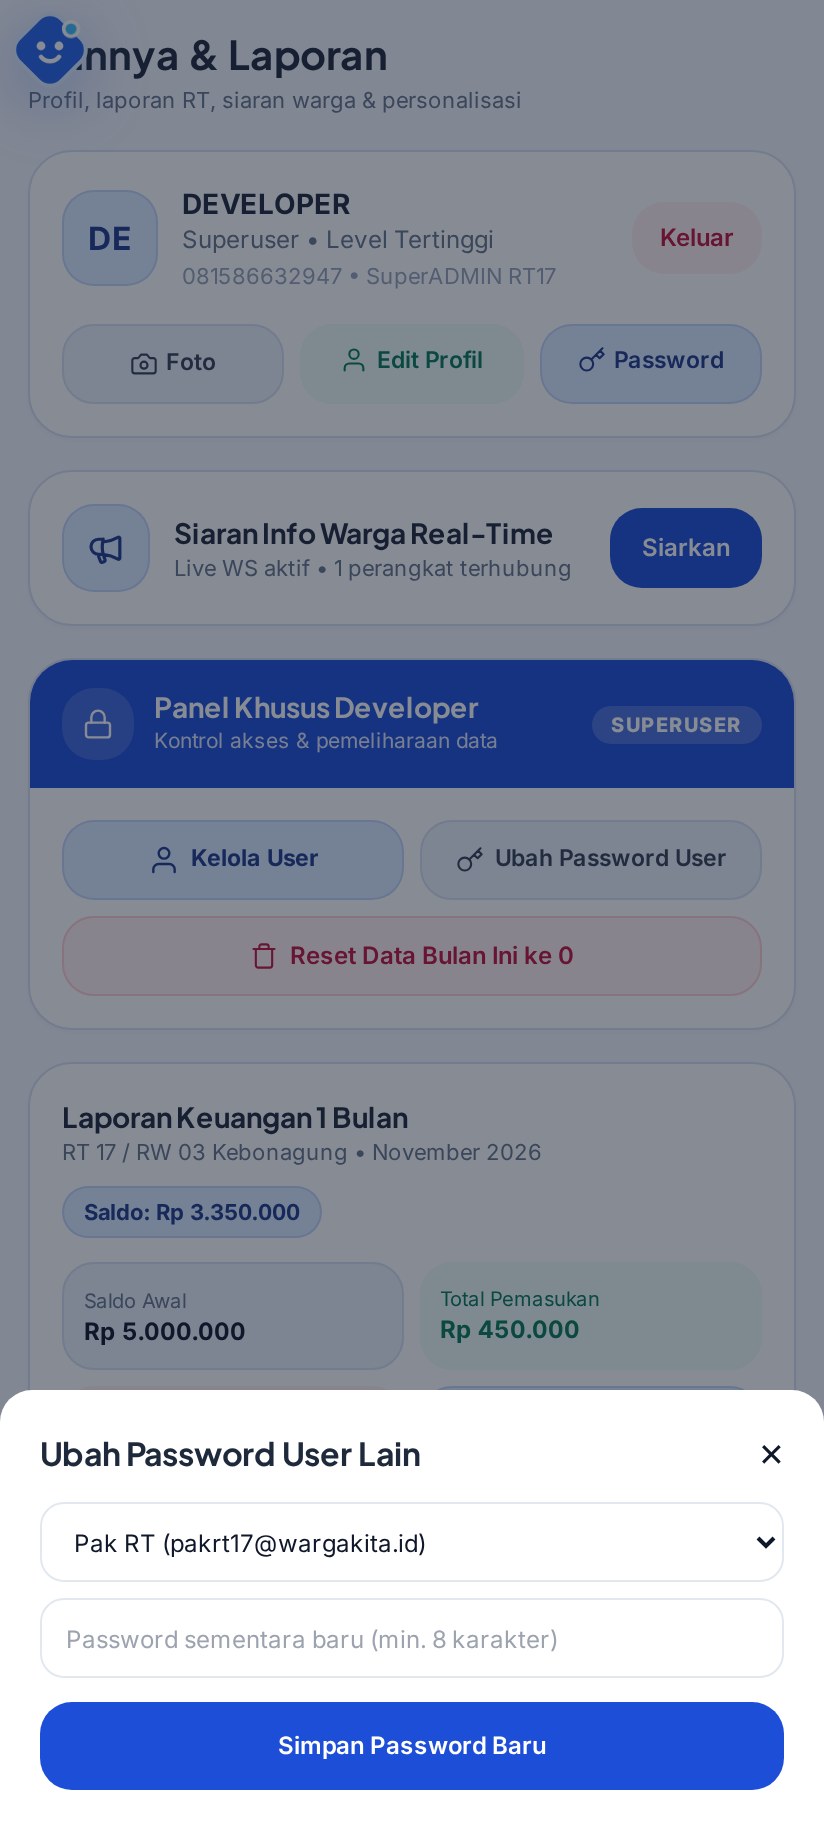 nnya & Laporan
Profil, laporan RT, siaran warga & personalisasi
DE
DEVELOPER
Superuser • Level Tertinggi
081586632947 • SuperADMIN RT17
Keluar
Foto
Edit Profil
Password
Siaran Info Warga Real-Time
Live WS aktif • 1 perangkat terhubung
Siarkan
Panel Khusus Developer
Kontrol akses & pemeliharaan data
SUPERUSER
Kelola User
Ubah Password User
Reset Data Bulan Ini ke 0
Laporan Keuangan 1 Bulan
RT 17 / RW 03 Kebonagung • November 2026
Saldo: Rp 3.350.000
Saldo Awal
Rp 5.000.000
Total Pemasukan
Rp 450.000
Ubah Password User Lain
Pak RT (pakrt17@wargakita.id)
Password sementara baru (min. 8 karakter)
Simpan Password Baru